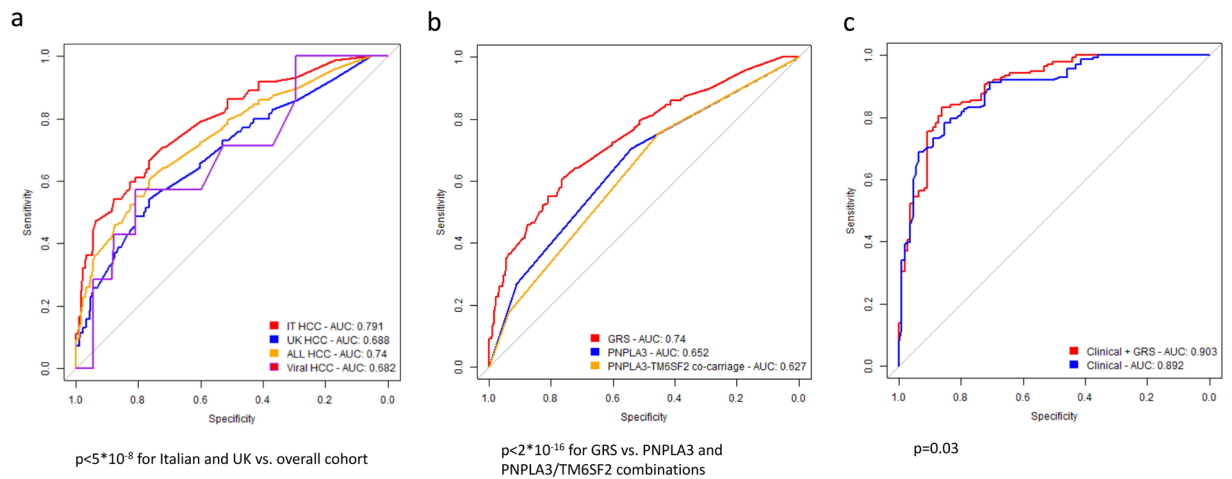 a
Sensitivity
1.0
0.8
0.6
0.4
0.2
0.0
1.0 0.8 0.6 0.4 0.2 0.0
Specificity
IT HCC - AUC: 0.791
UK HCC - AUC: 0.688
ALL HCC - AUC: 0.74
Viral HCC - AUC: 0.682
p<5*10-8 for Italian and UK vs. overall cohort
b
Sensitivity
1.0
0.8
0.6
0.4
0.2
0.0
1.0 0.8 0.6 0.4 0.2 0.0
Specificity
GRS - AUC: 0.74
PNPLA3 - AUC: 0.652
PNPLA3-TM6SF2 co-carriage - AUC: 0.627
p<2*10-16 for GRS vs. PNPLA3 and
PNPLA3/TM6SF2 combinations
c
Sensitivity
1.0
0.8
0.6
0.4
0.2
0.0
1.0 0.8 0.6 0.4 0.2 0.0
Specificity
Clinical + GRS - AUC: 0.903
Clinical - AUC: 0.892
p=0.03